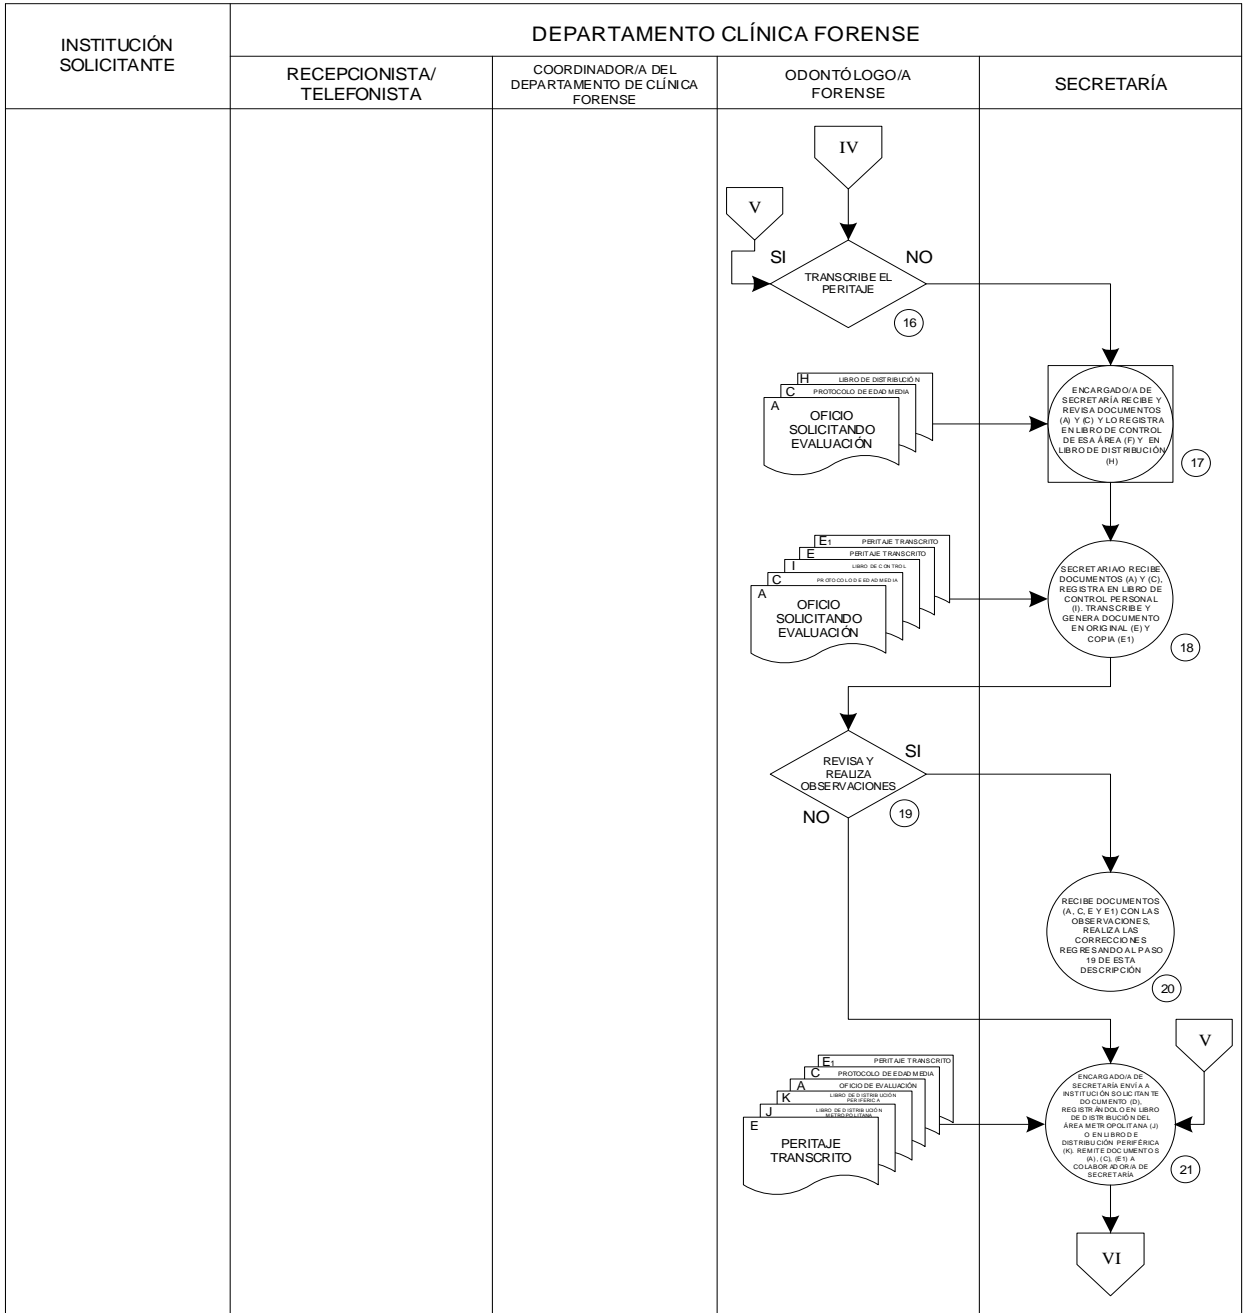 INSTITUCIÓN
SOLICITANTE
DEPARTAMENTO CLÍNICA FORENSE
RECEPCIONISTA/
TELEFONISTA
COORDINADOR/A DEL
DEPARTAMENTO DE CLÍNICA
FORENSE
ODONTÓLOGO/A
FORENSE
SECRETARÍA
IV
V
SI
NO
TRANSCRIBE EL
PERITAJE
16
H
LIBRO DE DISTRIBUCIÓN
C
PROTOCOLO DE EDAD MEDIA
A
OFICIO
SOLICITANDO
EVALUACIÓN
ENCARGADO/A DE
SECRETARÍA RECIBE Y
REVISA DOCUMENTOS
(A) Y (C) Y LO REGISTRA
EN LIBRO DE CONTROL
DE ESA ÁREA (F) Y EN
LIBRO DE DISTRIBUCIÓN
(H)
17
E1
PERITAJE TRANSCRITO
E
PERITAJE TRANSCRITO
I
LIBRO DE CONTROL
C
PROTOCOLO DE EDAD MEDIA
A
OFICIO
SOLICITANDO
EVALUACIÓN
SECRETARIA/O RECIBE
DOCUMENTOS (A) Y (C),
REGISTRA EN LIBRO DE
CONTROL PERSONAL
(I). TRANSCRIBE Y
GENERA DOCUMENTO
EN ORIGINAL (E) Y
COPIA (E1)
18
REVISA Y
REALIZA
OBSERVACIONES
SI
NO
19
RECIBE DOCUMENTOS
(A, C, E Y E1) CON LAS
OBSERVACIONES,
REALIZA LAS
CORRECCIONES
REGRESANDO AL PASO
19 DE ESTA
DESCRIPCIÓN
20
V
E1
PERITAJE TRANSCRITO
C
PROTOCOLO DE EDAD MEDIA
A
OFICIO DE EVALUACIÓN
K
LIBRO DE DISTRIBUCIÓN
PERIFÉRICA
J
LIBRO DE DISTRIBUCIÓN
METROPOLITANA
E
PERITAJE
TRANSCRITO
ENCARGADO/A DE
SECRETARÍA ENVÍA A
INSTITUCIÓN SOLICITANTE
DOCUMENTO (D),
REGISTRÁNDOLO EN LIBRO
DE DISTRIBUCIÓN DEL
ÁREA METROPOLITANA (J)
O EN LIBRO DE
DISTRIBUCIÓN PERIFÉRICA
(K). REMITE DOCUMENTOS
(A), (C), (E1) A
COLABORADOR/A DE
SECRETARÍA
21
VI